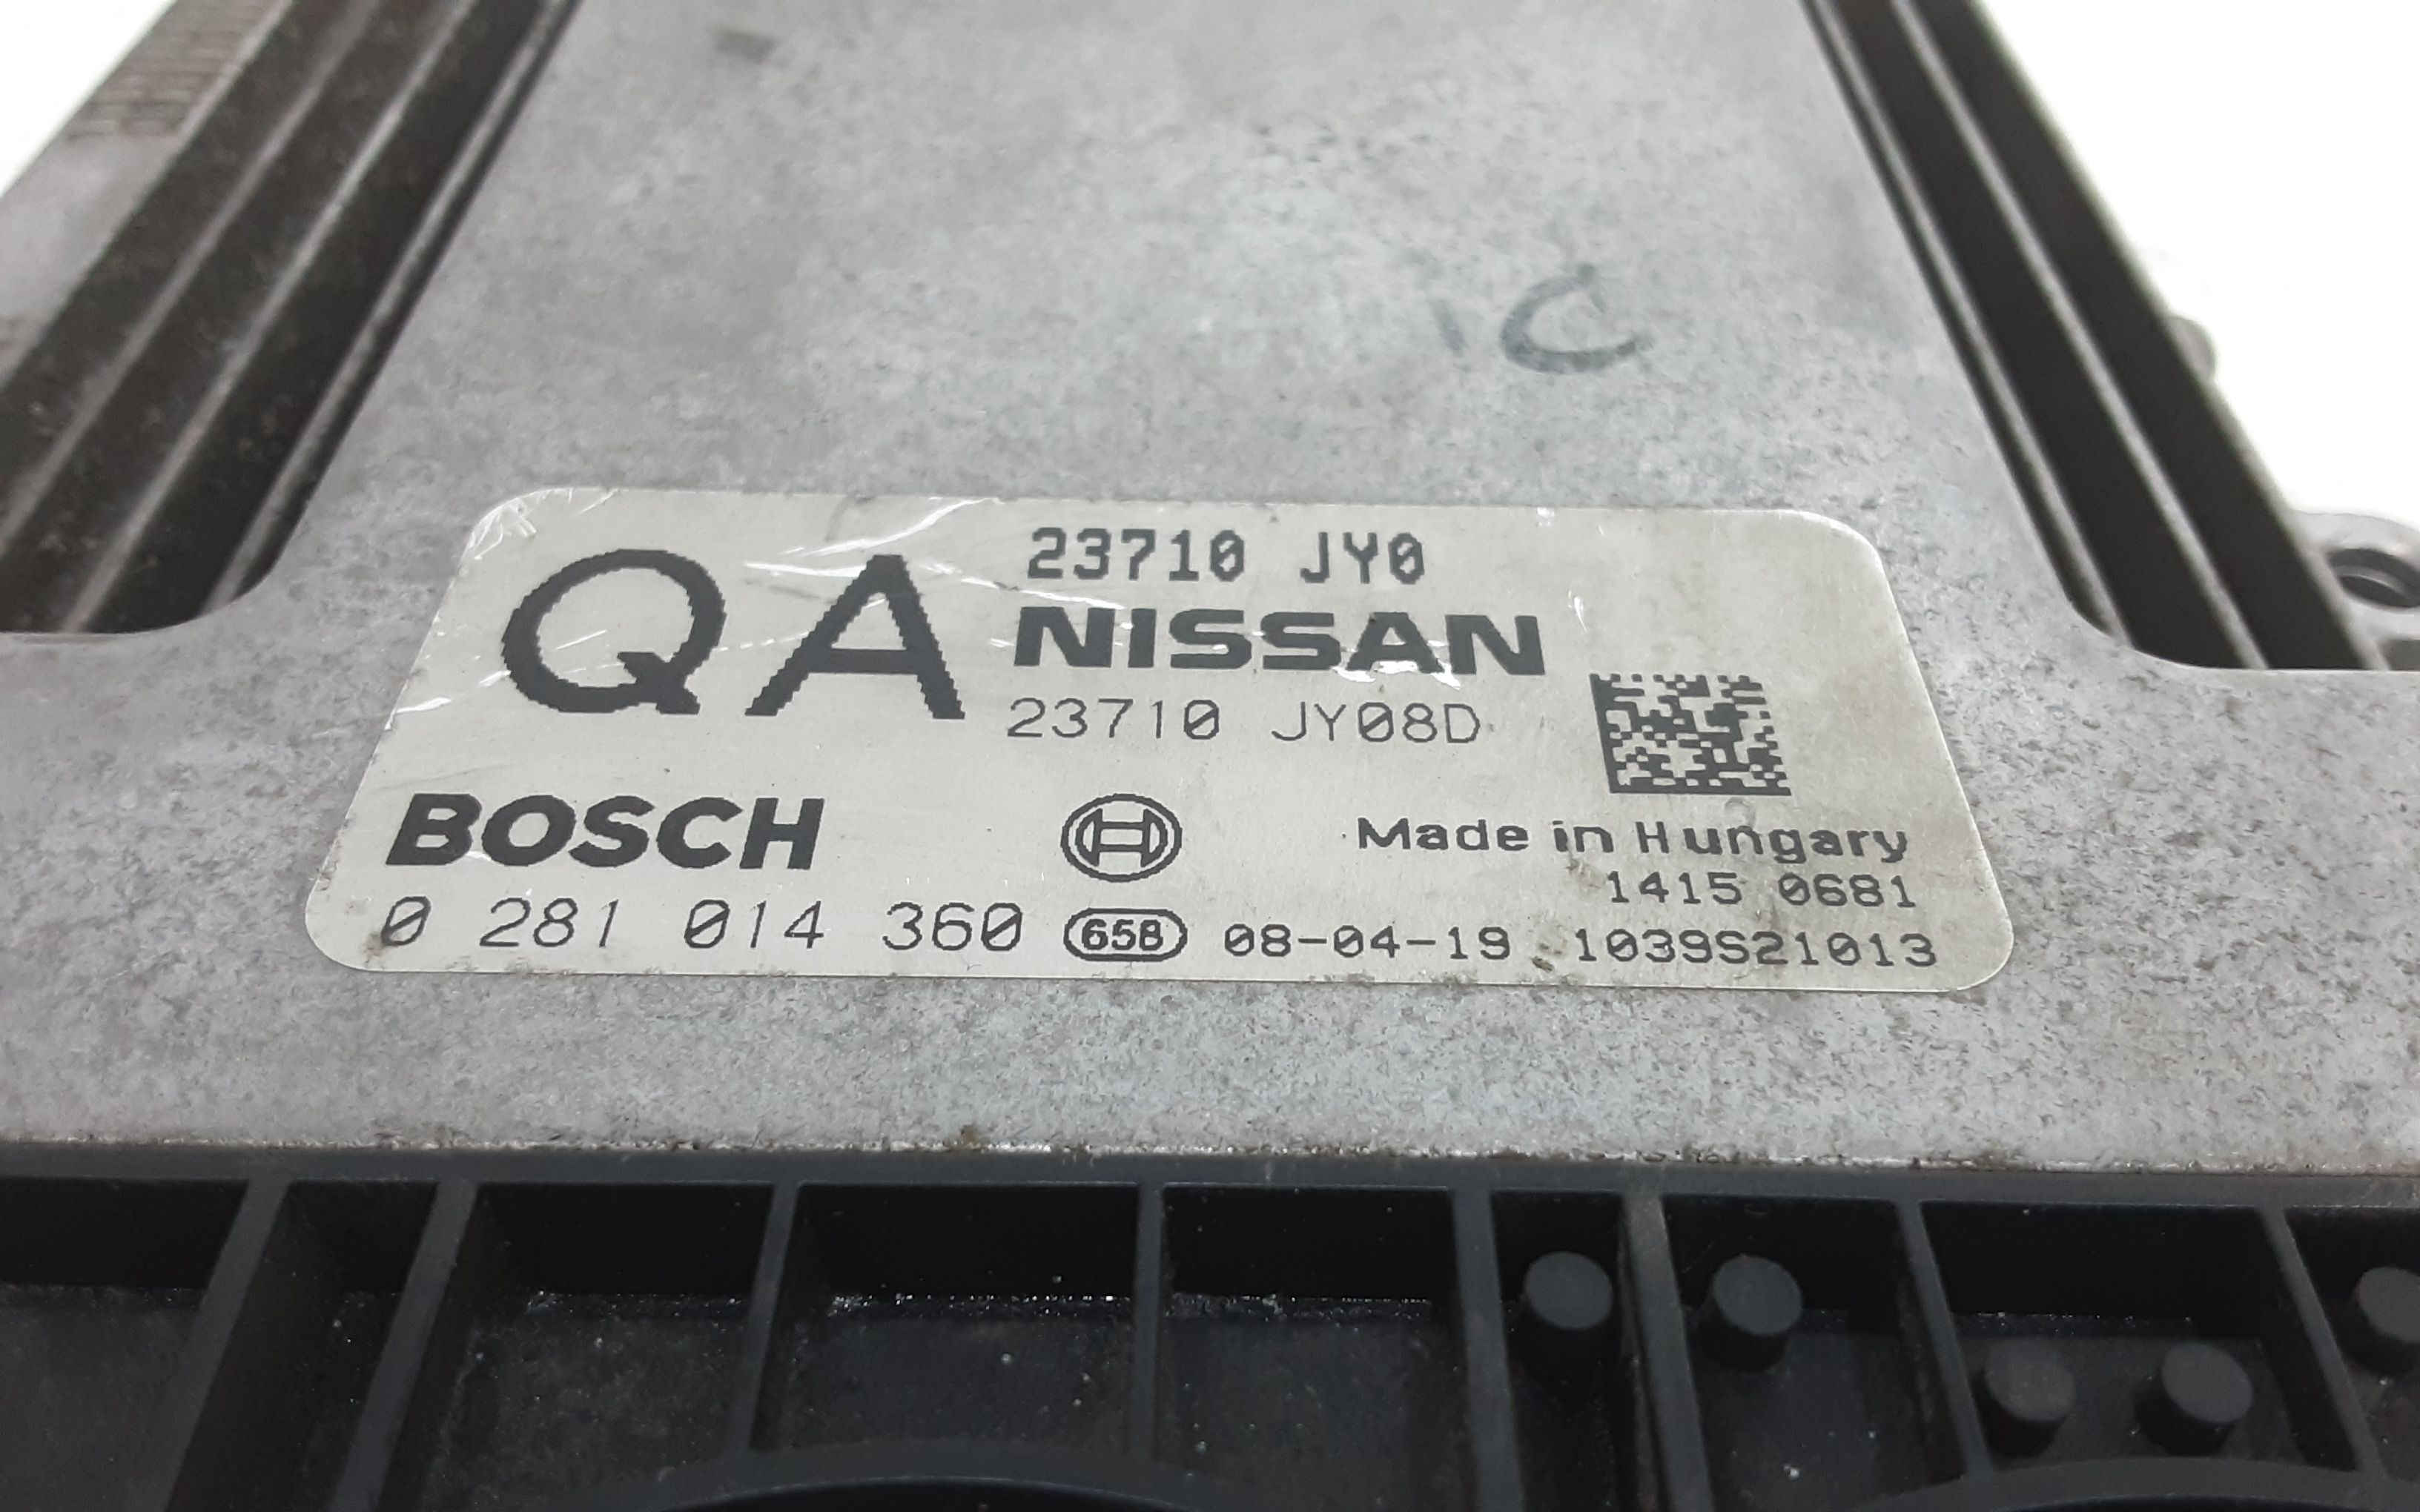 C
23710 JY0
QA NISSAN
23710 JY08D
BOSCH
Made in Hungary
1415 0681
0 281 014 360 658 08-04-19 1039S21013